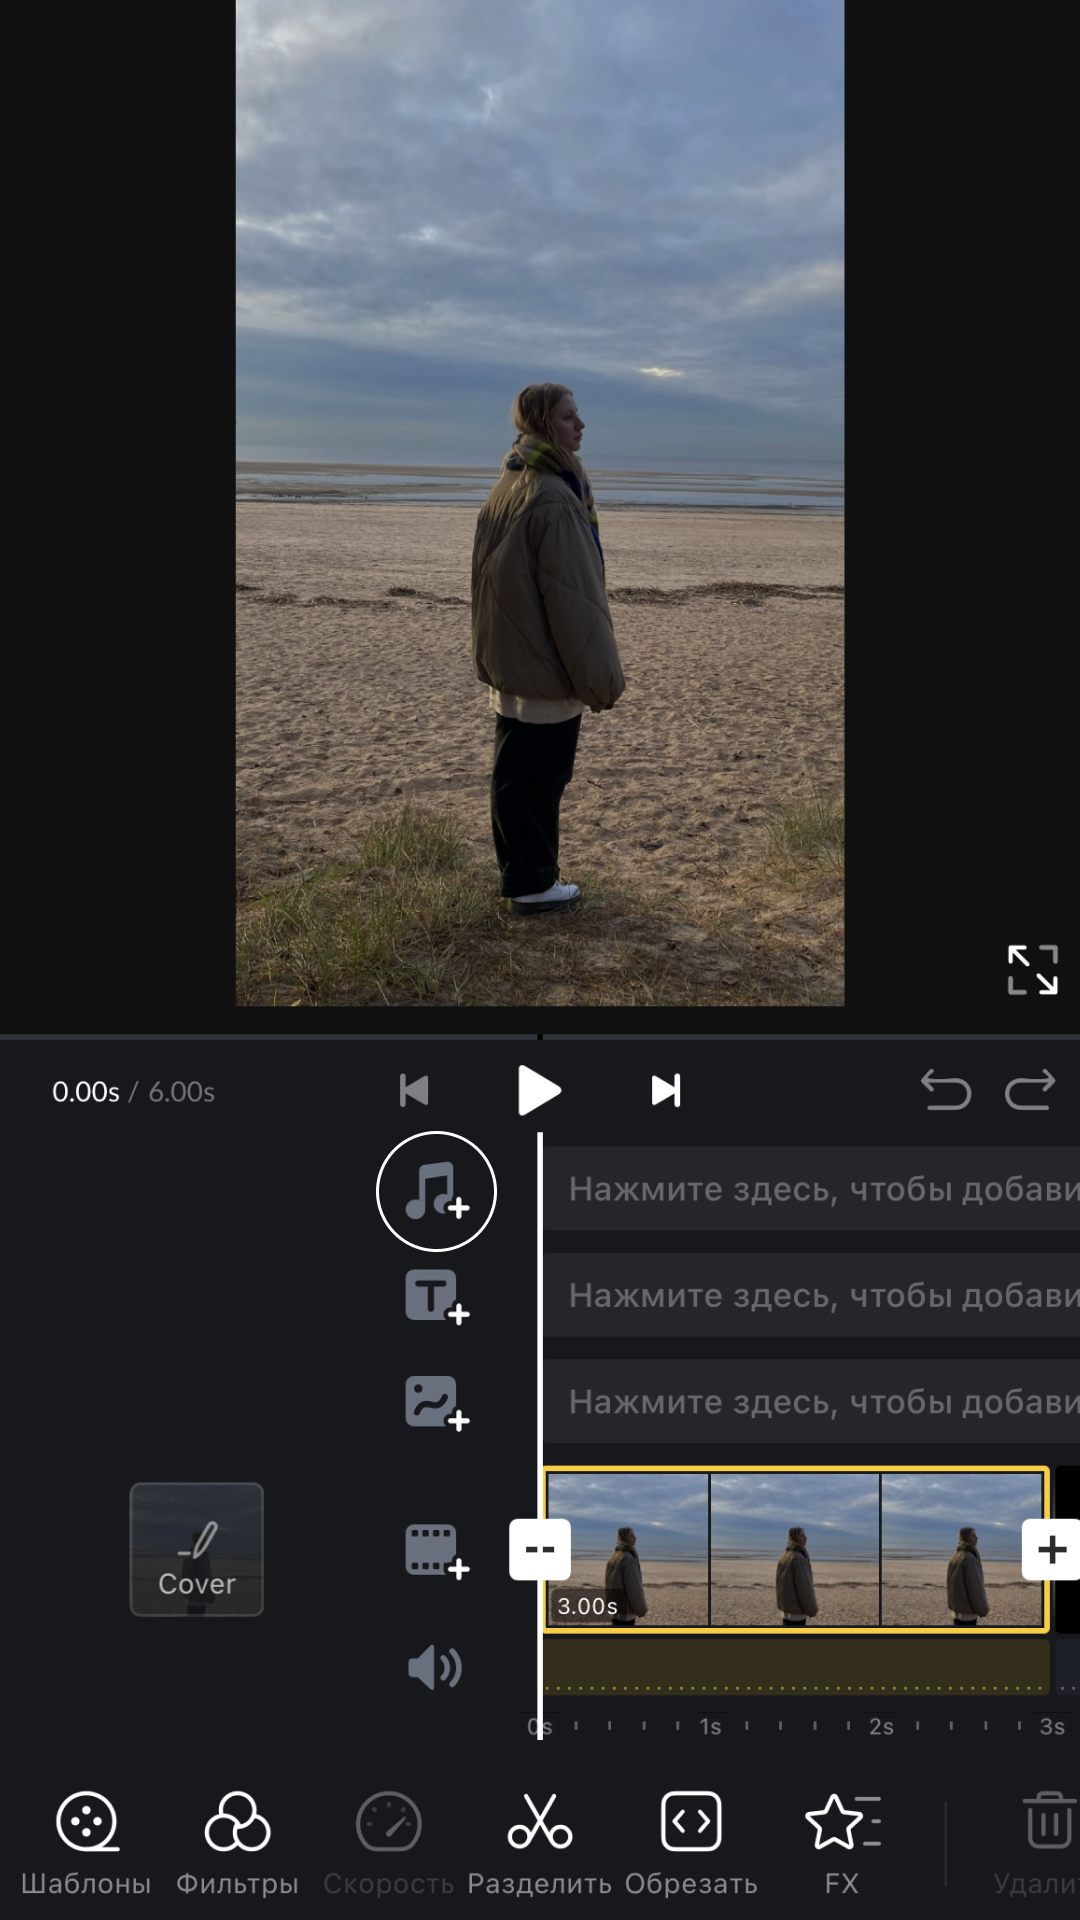 0.00s / 6.00s
Нажмите здесь, чтобы добави
Нажмите здесь, чтобы добави
Нажмите здесь, чтобы добави
Cover
3.00s
0s 1s 2s 3s
Шаблоны Фильтры Скорость Разделить Обрезать FX Удали